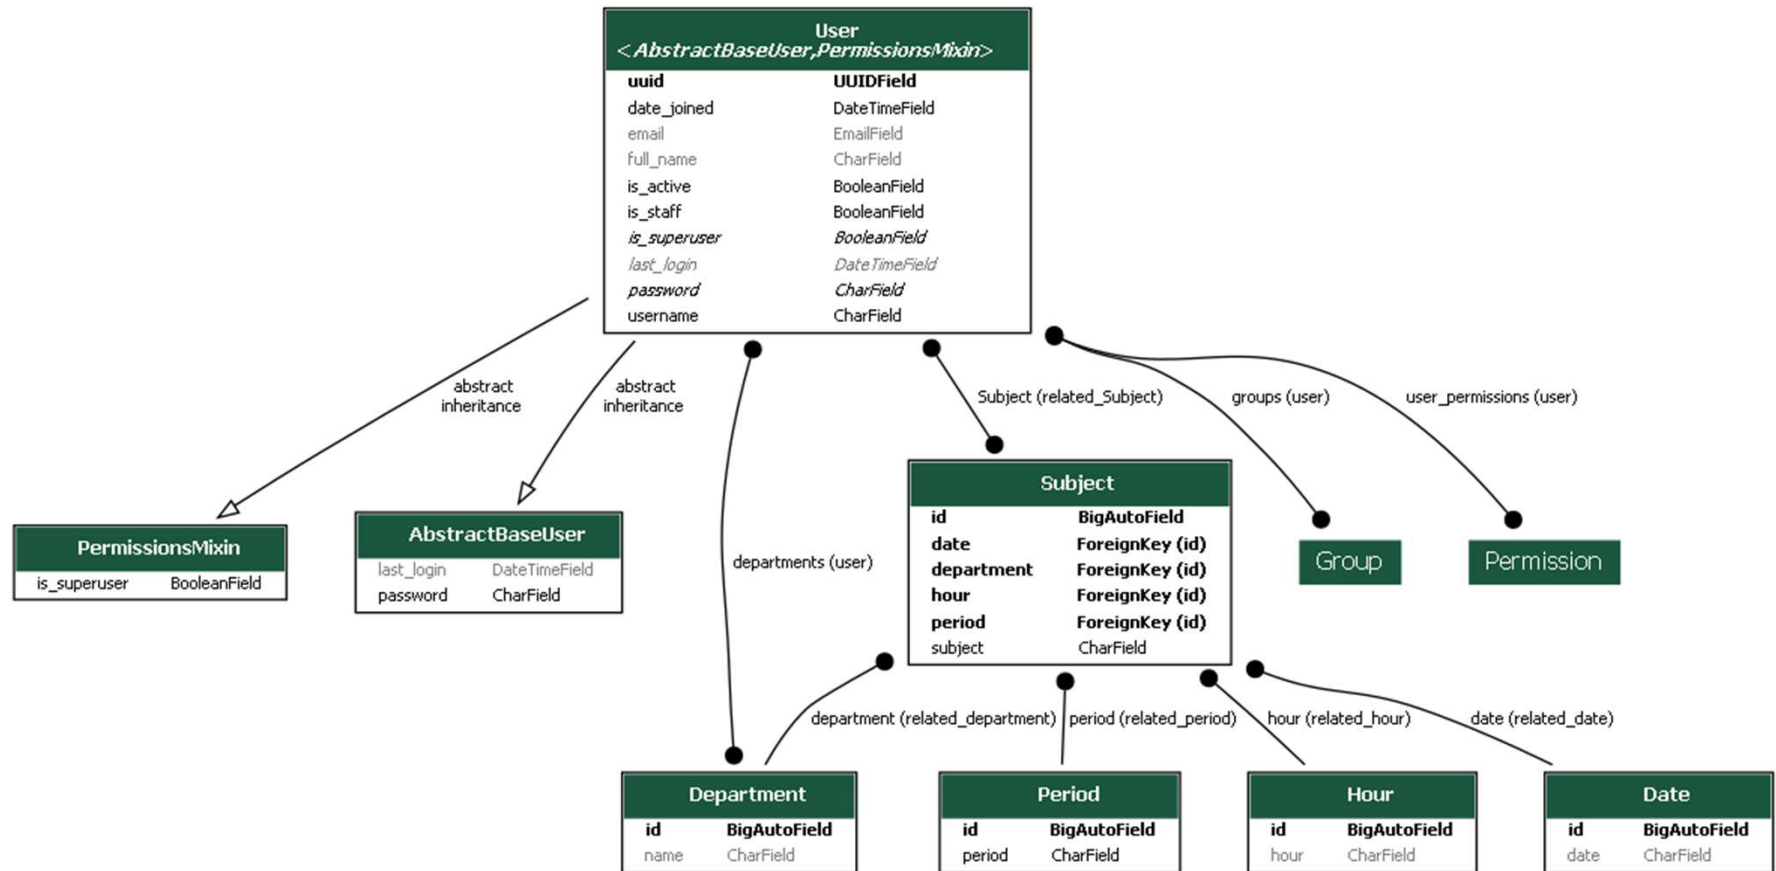 User
<AbstractBaseUser,PermissionsMixin>
uuid UUIDField
date_joined DateTimeField
email EmailField
full_name CharField
is_active BooleanField
is_staff BooleanField
is_superuser BooleanField
last_login DateTimeField
password CharField
username CharField
abstract
inheritance
abstract
inheritance
Subject (related_Subject)
groups (user)
user_permissions (user)
departments (user)
PermissionsMixin
is_superuser BooleanField
AbstractBaseUser
last_login DateTimeField
password CharField
Subject
id BigAutoField
date ForeignKey (id)
department ForeignKey (id)
hour ForeignKey (id)
period ForeignKey (id)
subject CharField
Group
Permission
department (related_department)
period (related_period)
hour (related_hour)
date (related_date)
Department
id BigAutoField
name CharField
Period
id BigAutoField
period CharField
Hour
id BigAutoField
hour CharField
Date
id BigAutoField
date CharField